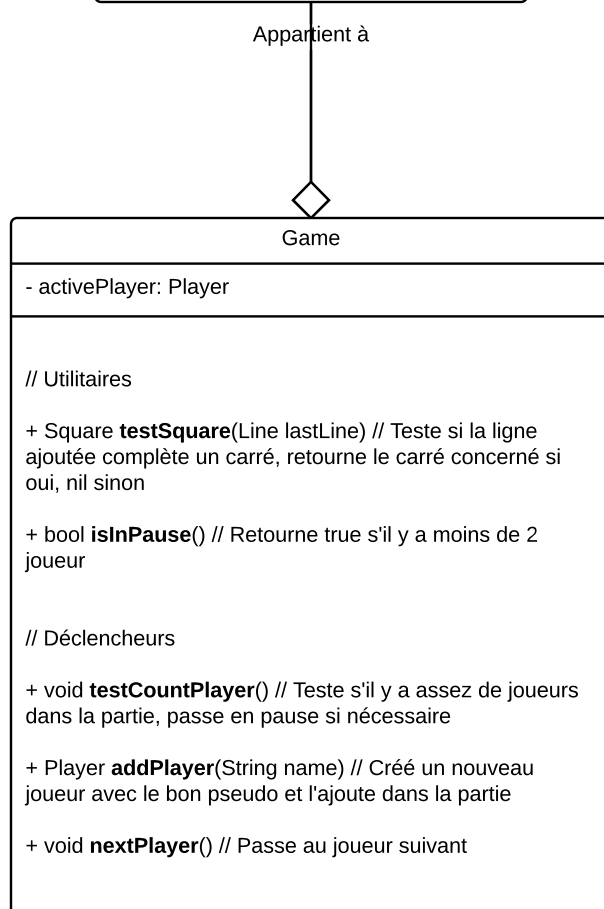 Appartient à
Game
- activePlayer: Player
// Utilitaires
+ Square testSquare(Line lastLine) // Teste si la ligne
ajoutée complète un carré, retourne le carré concerné si
oui, nil sinon
+ bool isInPause() // Retourne true s'il y a moins de 2
joueur
// Déclencheurs
+ void testCountPlayer() // Teste s'il y a assez de joueurs
dans la partie, passe en pause si nécessaire
+ Player addPlayer(String name) // Créé un nouveau
joueur avec le bon pseudo et l'ajoute dans la partie
+ void nextPlayer() // Passe au joueur suivant